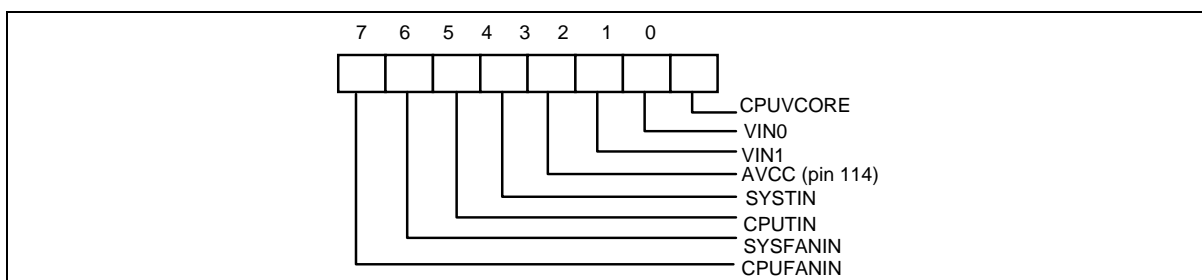 7 6 5 4 3 2 1 0
CPUVCORE
VIN0
VIN1
AVCC (pin 114)
SYSTIN
CPUTIN
SYSFANIN
CPUFANIN